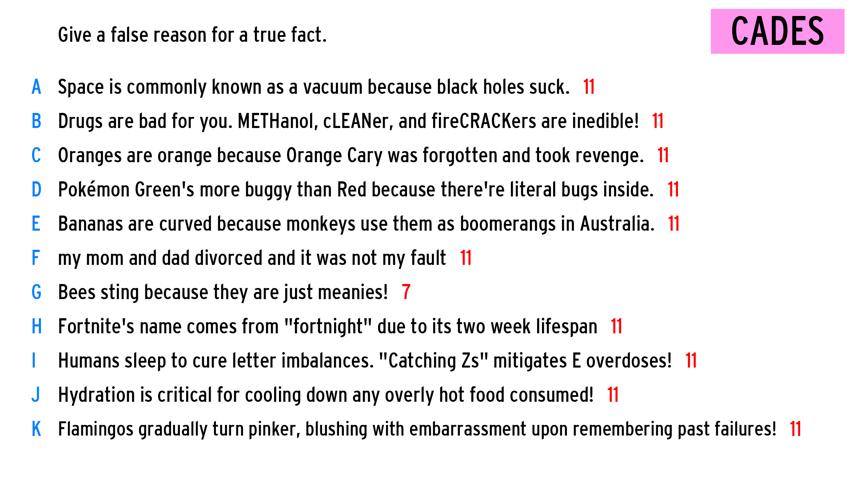 Give a false reason for a true fact.
CADES
A Space is commonly known as a vacuum because black holes suck. 11
B Drugs are bad for you. METHanol, cLEANer, and fireCRACKers are inedible! 11
C Oranges are orange because Orange Cary was forgotten and took revenge. 11
D Pokémon Green's more buggy than Red because there're literal bugs inside. 11
E Bananas are curved because monkeys use them as boomerangs in Australia. 11
F my mom and dad divorced and it was not my fault 11
G Bees sting because they are just meanies! 7
H Fortnite's name comes from "fortnight" due to its two week lifespan 11
I Humans sleep to cure letter imbalances. "Catching Zs" mitigates E overdoses! 11
J Hydration is critical for cooling down any overly hot food consumed! 11
K Flamingos gradually turn pinker, blushing with embarrassment upon remembering past failures! 11